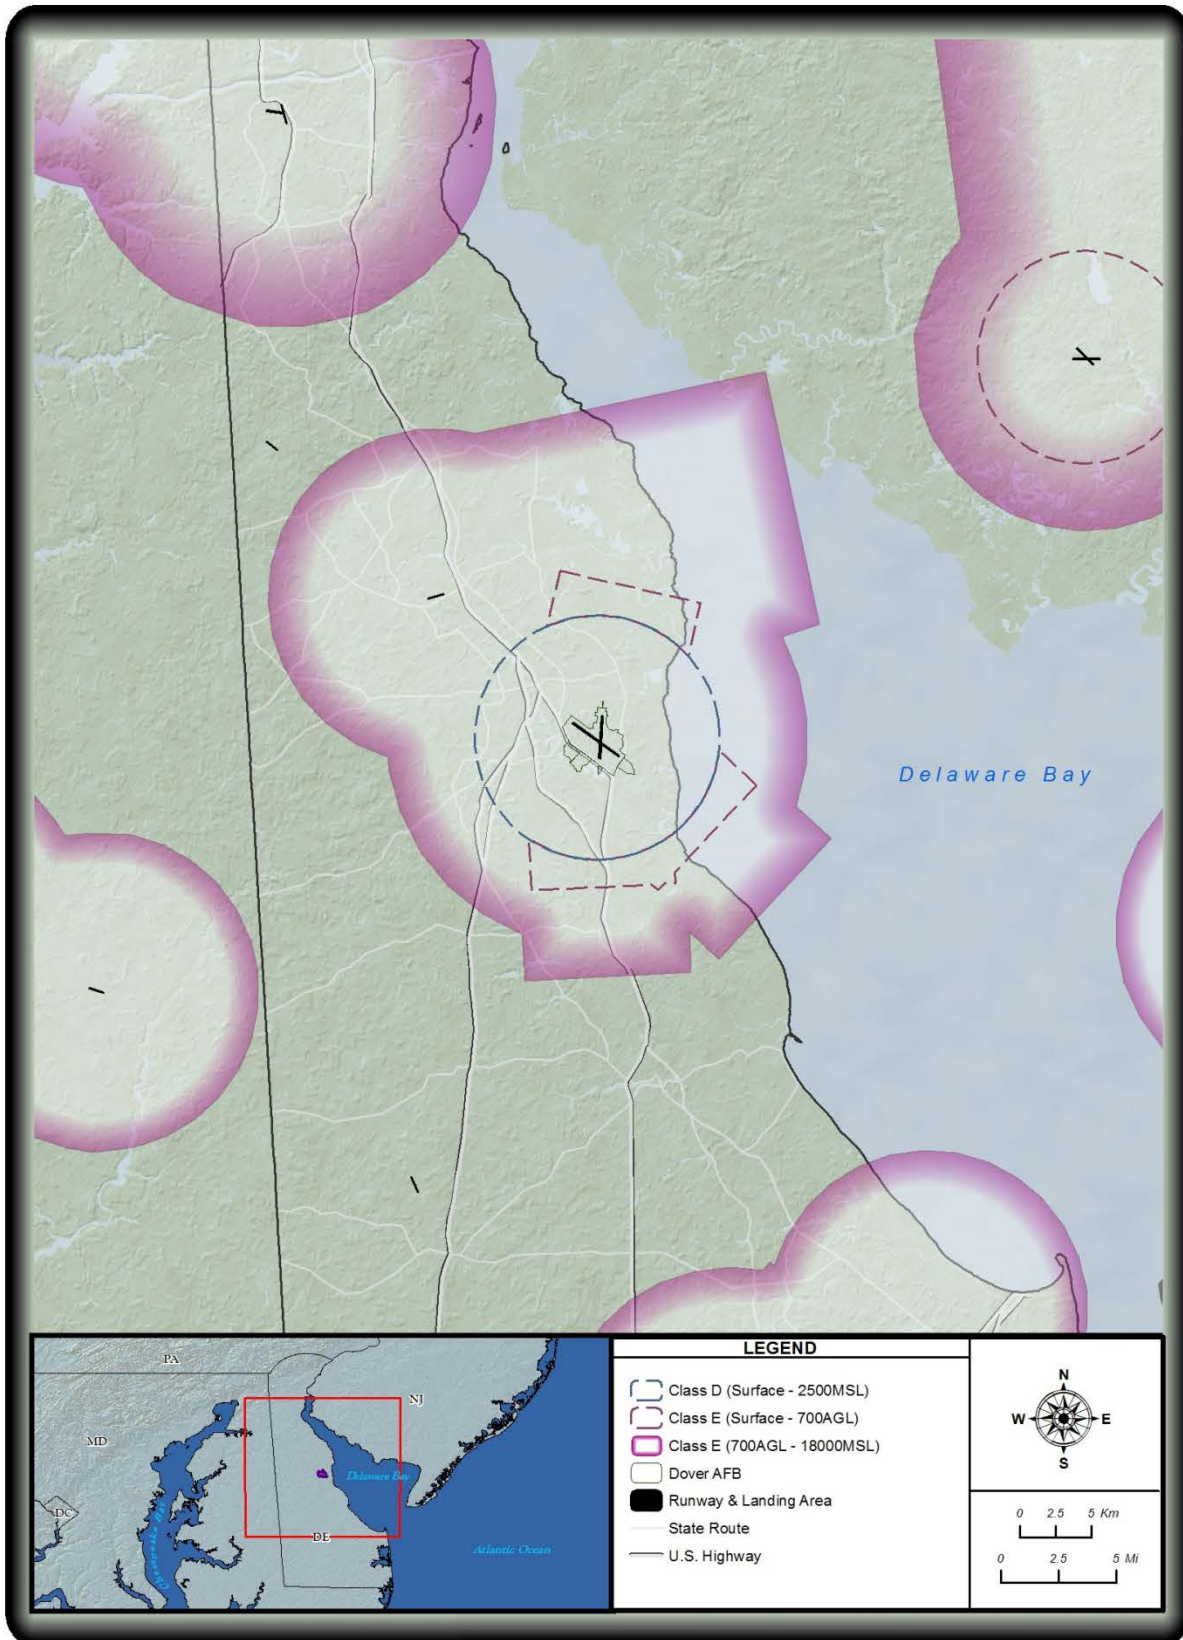 Delaware Bay
PA
NJ
MD
DC
DE
Delaware Bay
Chesapeake Bay
Atlantic Ocean
LEGEND
Class D (Surface - 2500MSL)
Class E (Surface - 700AGL)
Class E (700AGL - 18000MSL)
Dover AFB
Runway & Landing Area
State Route
U.S. Highway
N
W E
S
0 2.5 5 Km
0 2.5 5 Mi